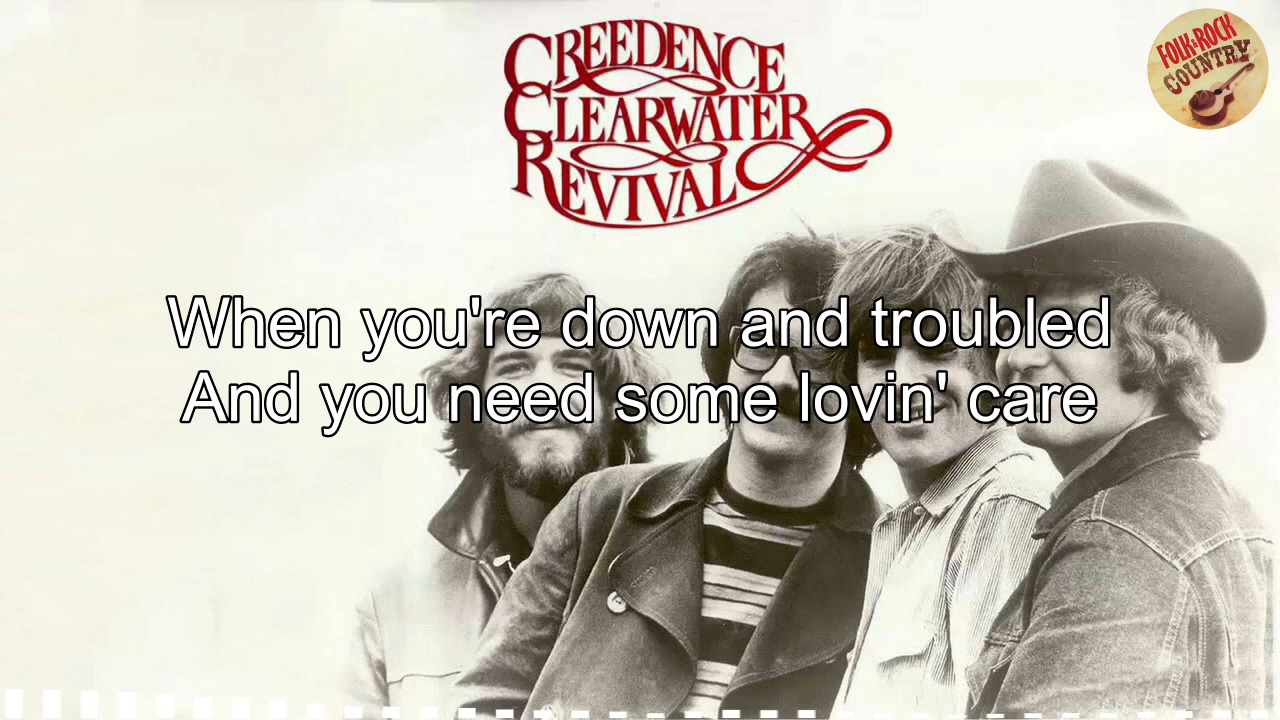 CREEDENCE
CLEARWATER
REVIVAL
FOLK & ROCK
COUNTRY
When you're down and troubled
And you need some lovin' care